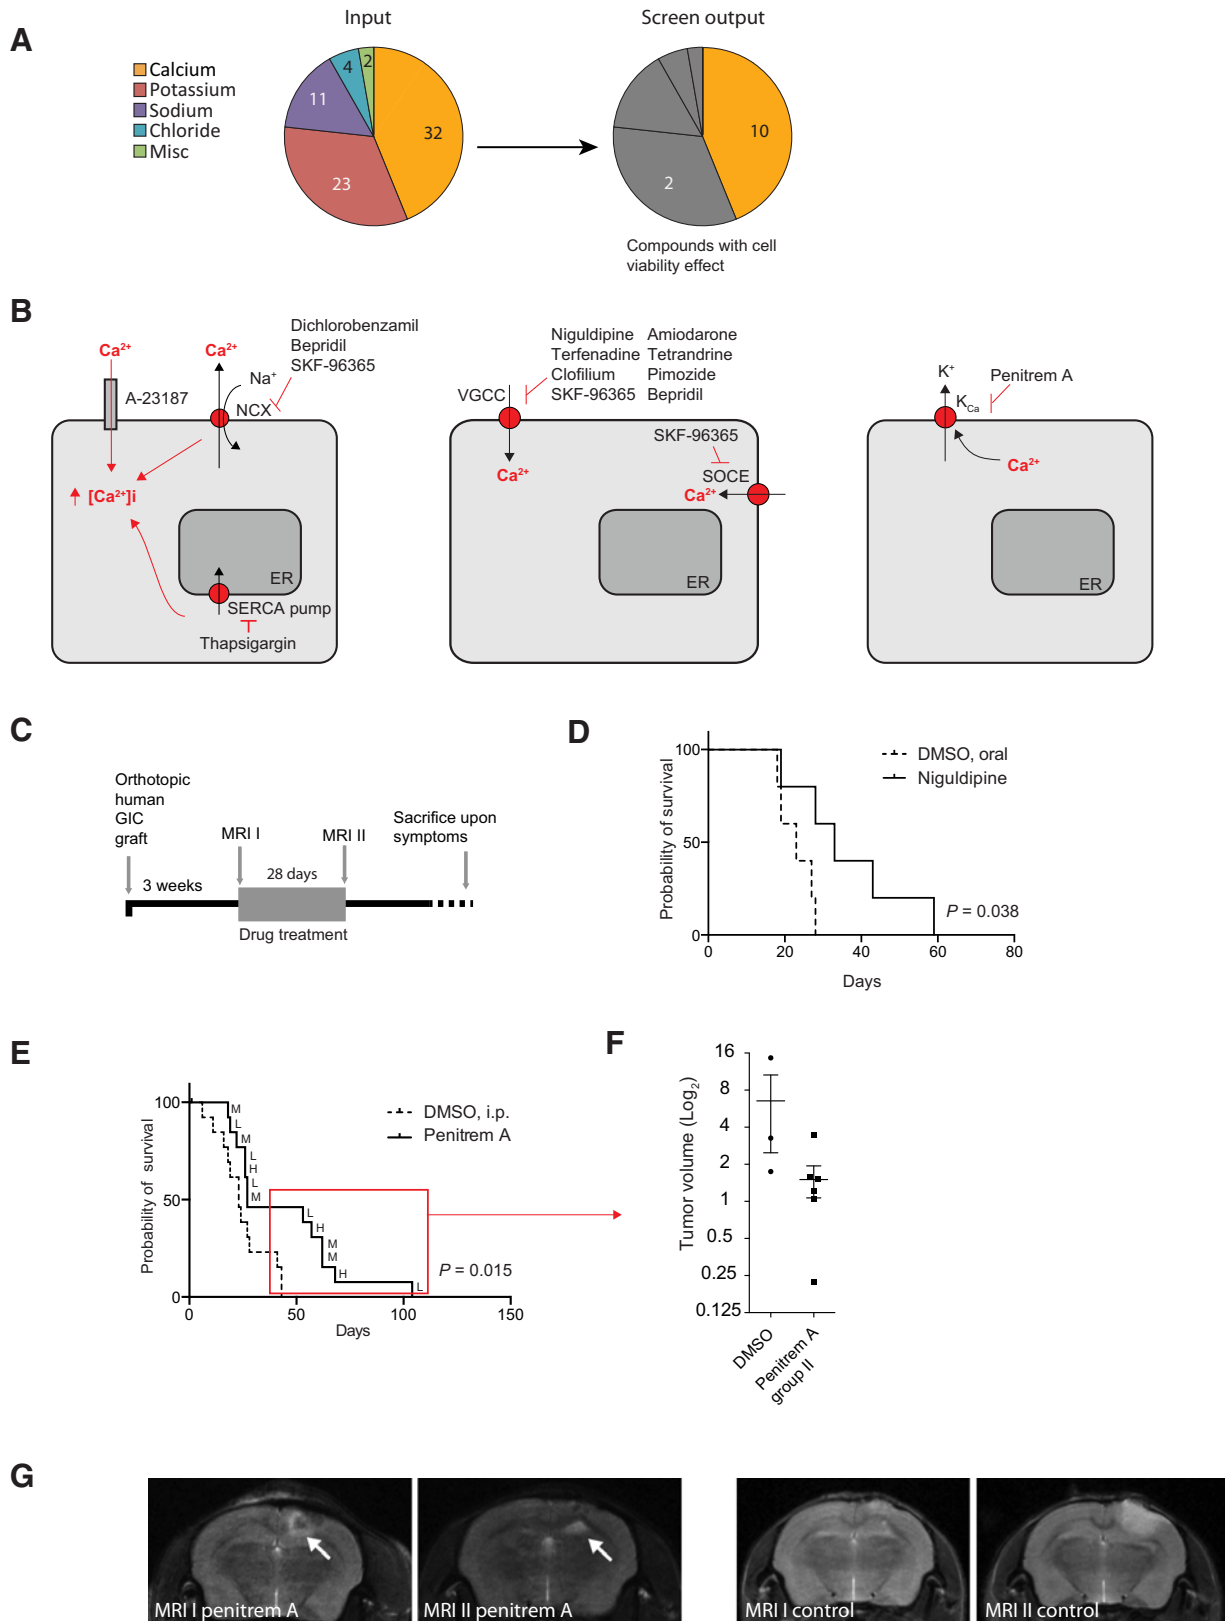 A
Input
Screen output
Calcium
Potassium
Sodium
Chloride
Misc
2
4
11
32
23
10
2
Compounds with cell
viability effect
B
Ca²⁺
A-23187
Ca²⁺
Na⁺
NCX
Dichlorobenzamil
Bepridil
SKF-96365
[Ca²⁺]i
ER
SERCA pump
Thapsigargin
VGCC
Niguldipine Amiodarone
Terfenadine Tetrandrine
Clofilium Pimozide
SKF-96365 Bepridil
Ca²⁺
SKF-96365
SOCE
Ca²⁺
ER
K⁺
K_Ca
Penitrem A
Ca²⁺
ER
C
Orthotopic
human
GIC
graft
3 weeks
MRI I
28 days
MRI II
Drug treatment
Sacrifice upon
symptoms
D
Probability of survival
100
50
0
0 20 40 60 80
Days
DMSO, oral
Niguldipine
P = 0.038
E
Probability of survival
100
50
0
0 50 100 150
Days
DMSO, i.p.
Penitrem A
M
L
M
L
H
L
M
L
H
M
M
H
L
P = 0.015
F
Tumor volume (Log₂)
16
8
4
2
1
0.5
0.25
0.125
DMSO
Penitrem A
group II
G
MRI I penitrem A
MRI II penitrem A
MRI I control
MRI II control